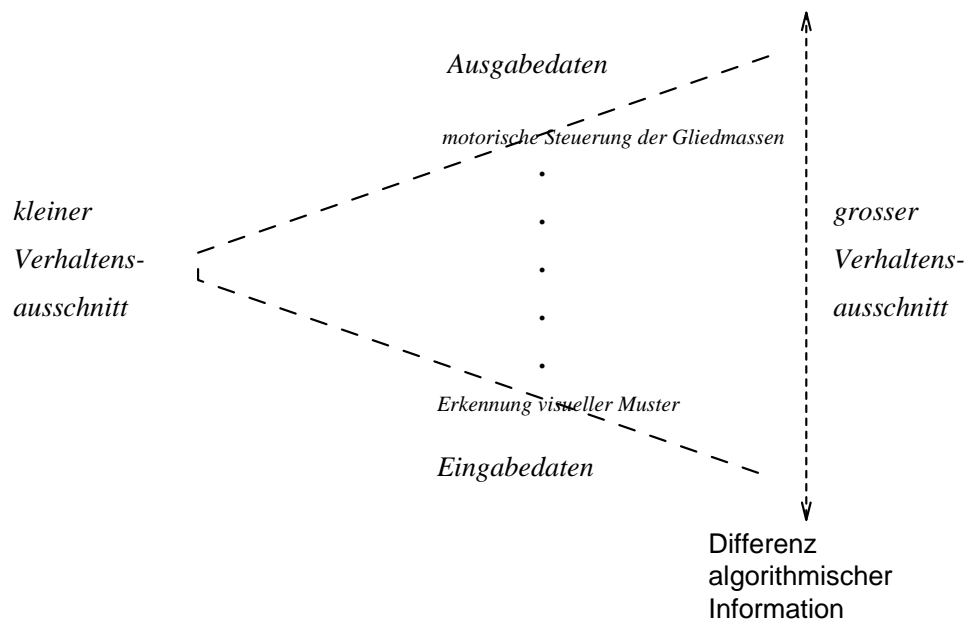 Ausgabedaten
motorische Steuerung der Gliedmassen
kleiner
Verhaltens-
ausschnitt
grosser
Verhaltens-
ausschnitt
Erkennung visueller Muster
Eingabedaten
Differenz
algorithmischer
Information